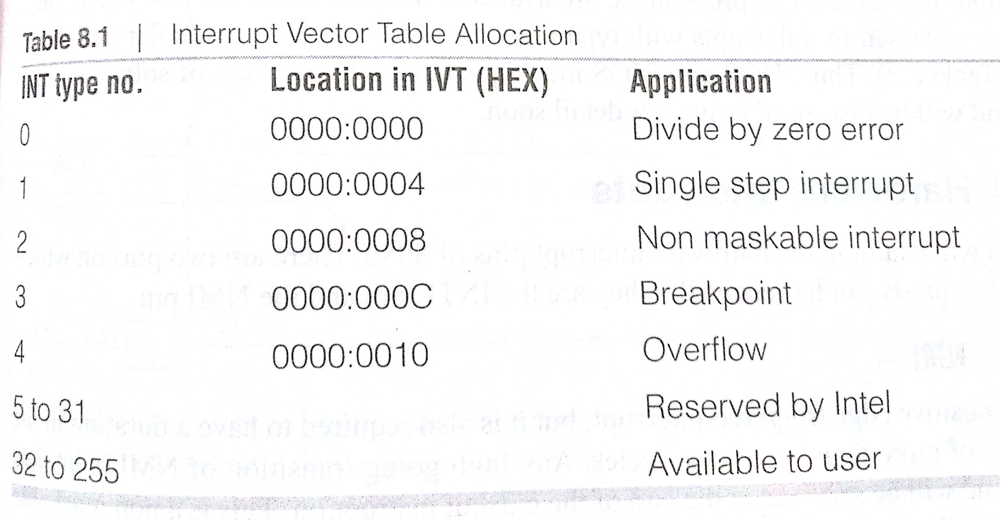 Table 8.1 | Interrupt Vector Table Allocation
INT type no. Location in IVT (HEX) Application
0 0000:0000 Divide by zero error
1 0000:0004 Single step interrupt
2 0000:0008 Non maskable interrupt
3 0000:000C Breakpoint
4 0000:0010 Overflow
5 to 31 Reserved by Intel
32 to 255 Available to user